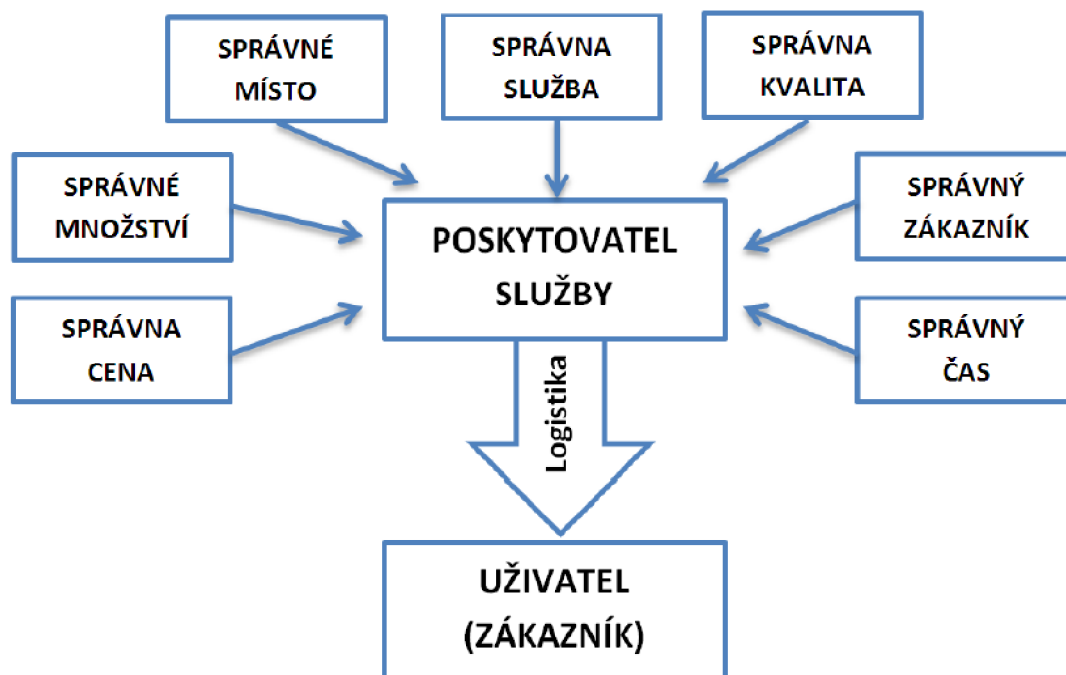 SPRÁVNÉ
MÍSTO
SPRÁVNA
SLUŽBA
SPRÁVNA
KVALITA
SPRÁVNÉ
MNOŽSTVÍ
SPRÁVNÝ
ZÁKAZNÍK
POSKYTOVATEL
SLUŽBY
SPRÁVNA
CENA
SPRÁVNÝ
ČAS
Logistika
UŽIVATEL
(ZÁKAZNÍK)